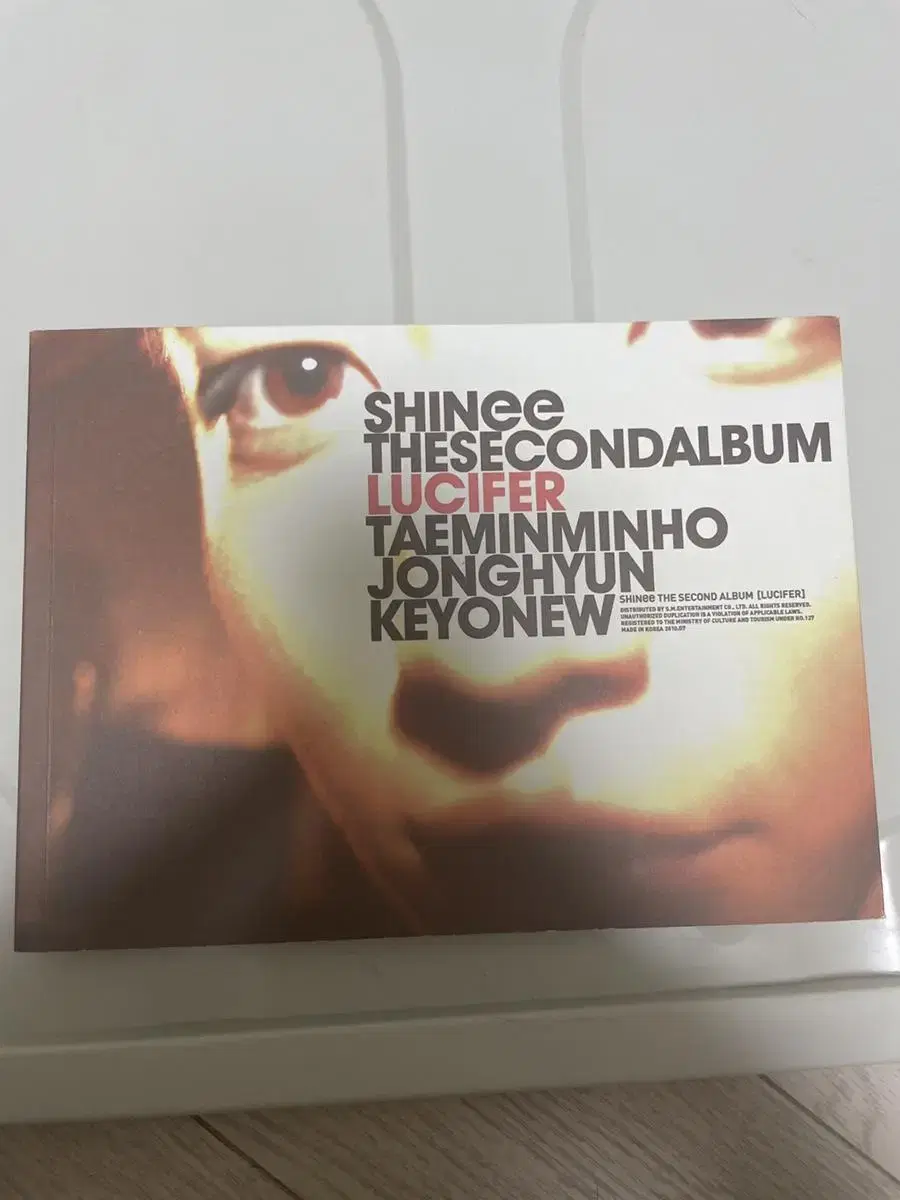 SHINee
THESECONDALBUM
LUCIFER
TAEMINMINHO
JONGHYUN
KEYONEW
SHINee THE SECOND ALBUM [LUCIFER]
DISTRIBUTED BY S.M.ENTERTAINMENT CO., LTD. ALL RIGHTS RESERVED.
UNAUTHORIZED DUPLICATION IS A VIOLATION OF APPLICABLE LAWS.
REGISTERED TO THE MINISTRY OF CULTURE AND TOURISM UNDER NO.127
MADE IN KOREA 2010.07